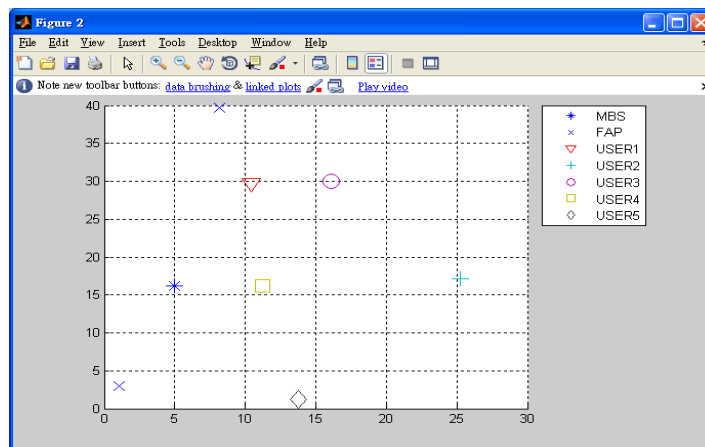 Figure 2
File Edit View Insert Tools Desktop Window Help
Note new toolbar buttons: data brushing & linked plots Play video
40
35
30
25
20
15
10
5
0
0 5 10 15 20 25 30
MBS
FAP
USER1
USER2
USER3
USER4
USER5